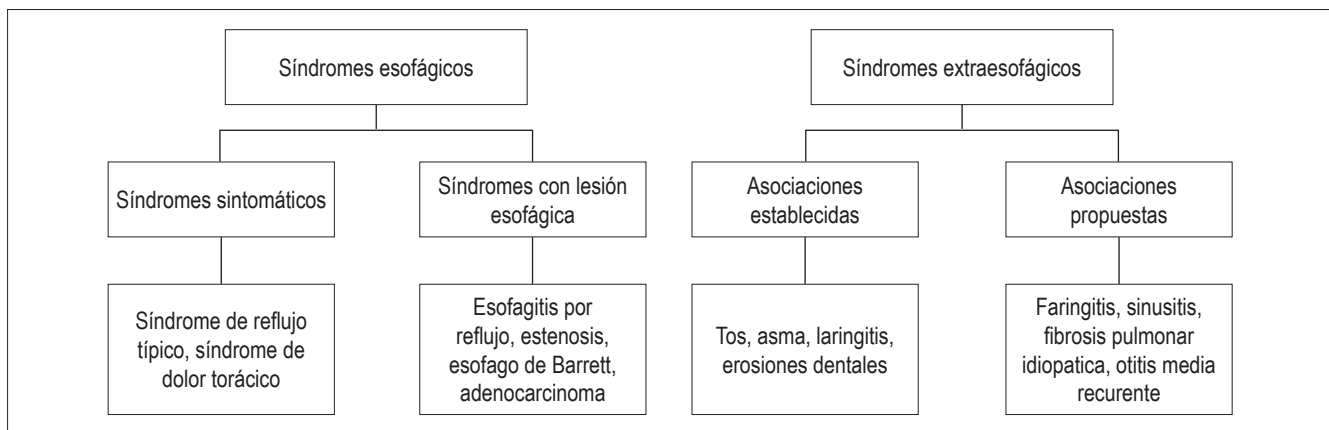 Síndromes esofágicos
Síndromes extraesofágicos
Síndromes sintomáticos
Síndromes con lesión
esofágica
Asociaciones
establecidas
Asociaciones
propuestas
Síndrome de reflujo
típico, síndrome de
dolor torácico
Esofagitis por
reflujo, estenosis,
esofago de Barrett,
adenocarcinoma
Tos, asma, laringitis,
erosiones dentales
Faringitis, sinusitis,
fibrosis pulmonar
idiopatica, otitis media
recurente